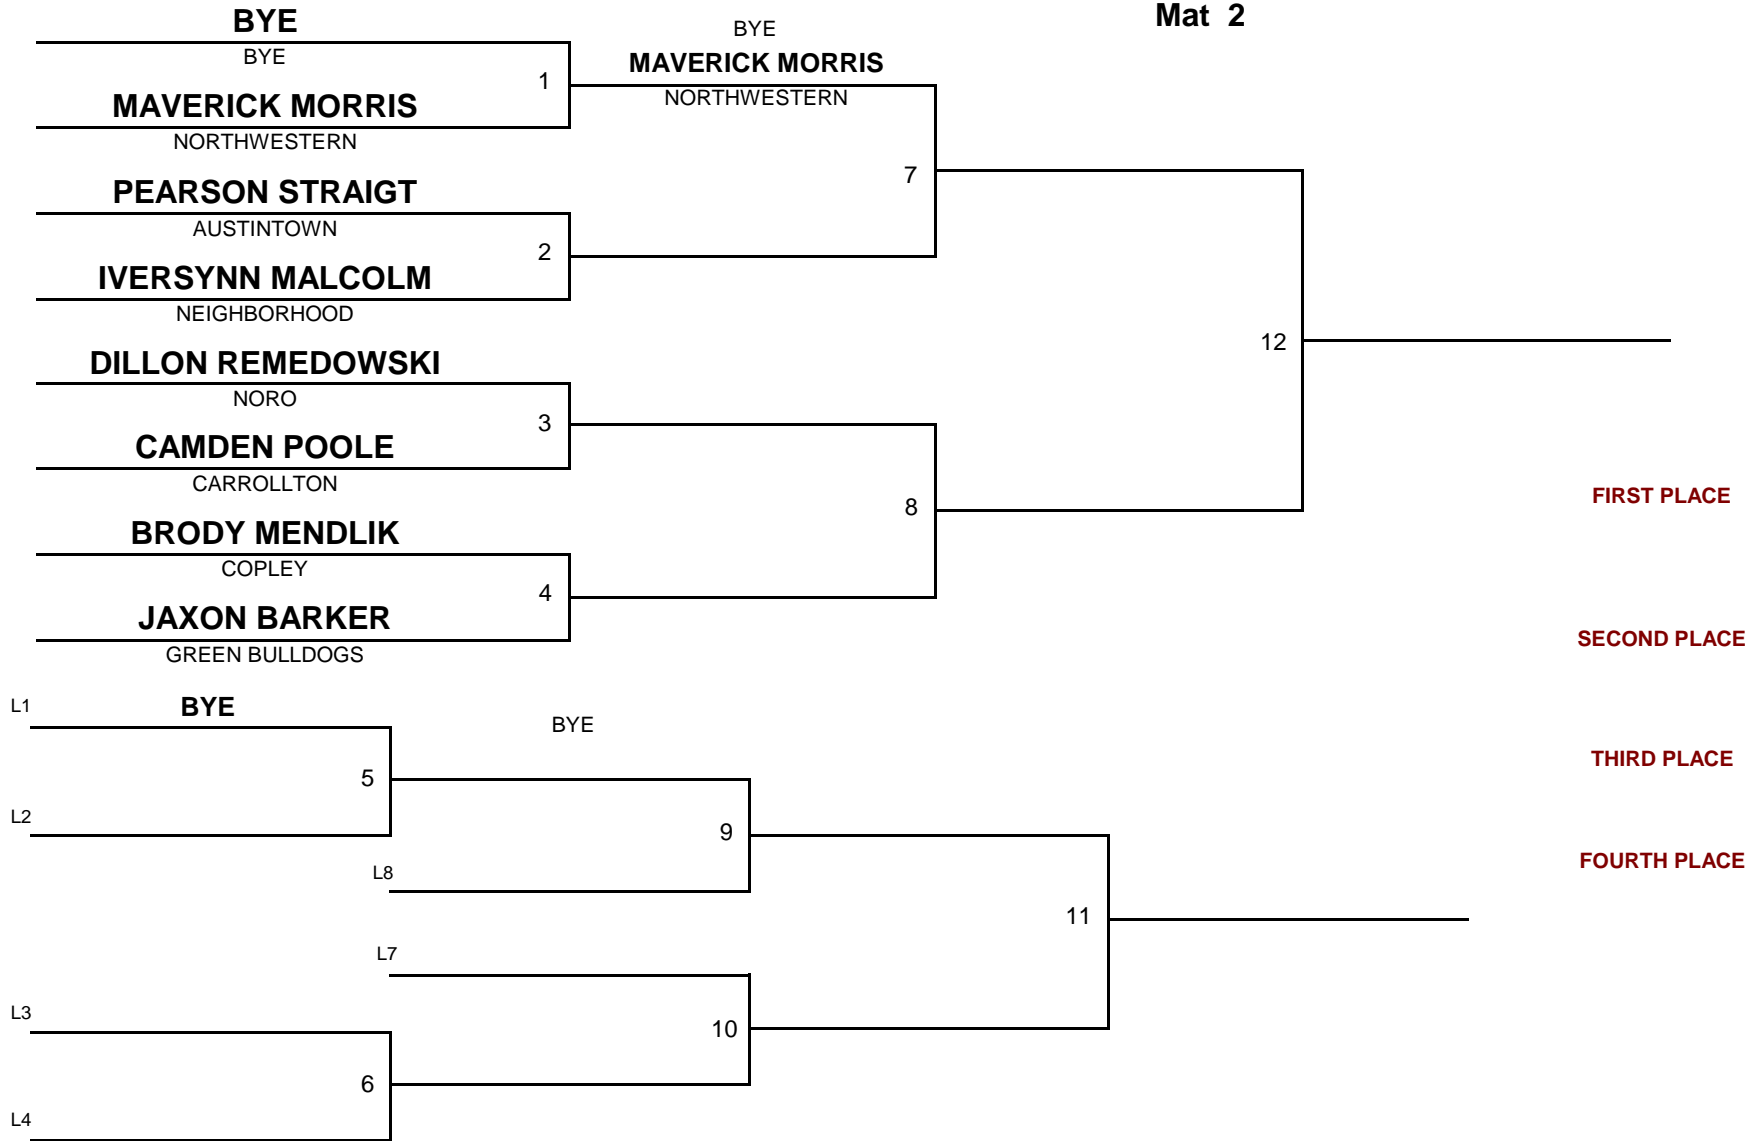 Mat 2
BYE
BYE
1
MAVERICK MORRIS
NORTHWESTERN
PEARSON STRAIGT
AUSTINTOWN
2
IVERSYNN MALCOLM
NEIGHBORHOOD
DILLON REMEDOWSKI
NORO
3
CAMDEN POOLE
CARROLLTON
BRODY MENDLIK
COPLEY
4
JAXON BARKER
GREEN BULLDOGS
BYE
MAVERICK MORRIS
NORTHWESTERN
7
8
12
FIRST PLACE
SECOND PLACE
THIRD PLACE
FOURTH PLACE
L1
BYE
5
L2
BYE
9
L8
L7
10
11
L3
6
L4